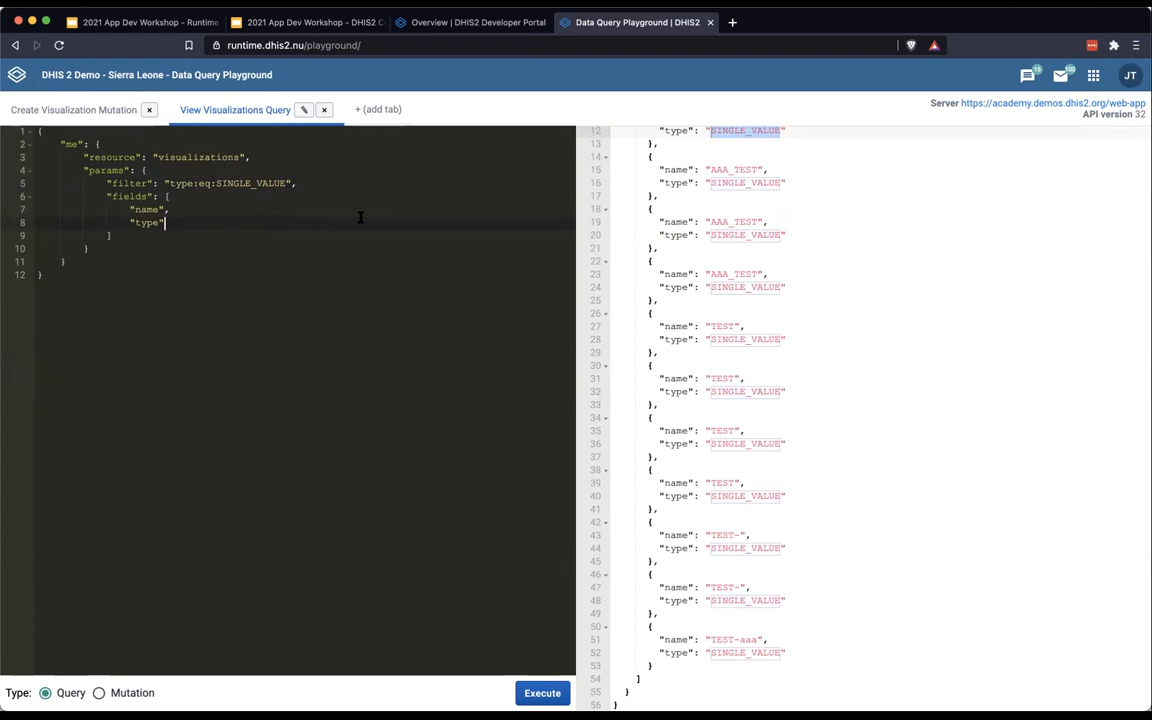 2021 App Dev Workshop - Runtime
2021 App Dev Workshop - DHIS2 C
Overview | DHIS2 Developer Portal
Data Query Playground | DHIS2
runtime.dhis2.nu/playground/
DHIS 2 Demo - Sierra Leone - Data Query Playground
15
100
JT
Create Visualization Mutation
View Visualizations Query
+ (add tab)
Server https://academy.demos.dhis2.org/web-app
API version 32
1 {
2 "me": {
3 "resource": "visualizations",
4 "params": {
5 "filter": "type:eq:SINGLE_VALUE",
6 "fields": [
7 "name",
8 "type"
9 ]
10 }
11 }
12 }
12 "type": "SINGLE_VALUE"
13 },
14 {
15 "name": "AAA_TEST",
16 "type": "SINGLE_VALUE"
17 },
18 {
19 "name": "AAA_TEST",
20 "type": "SINGLE_VALUE"
21 },
22 {
23 "name": "AAA_TEST",
24 "type": "SINGLE_VALUE"
25 },
26 {
27 "name": "TEST",
28 "type": "SINGLE_VALUE"
29 },
30 {
31 "name": "TEST",
32 "type": "SINGLE_VALUE"
33 },
34 {
35 "name": "TEST",
36 "type": "SINGLE_VALUE"
37 },
38 {
39 "name": "TEST",
40 "type": "SINGLE_VALUE"
41 },
42 {
43 "name": "TEST-",
44 "type": "SINGLE_VALUE"
45 },
46 {
47 "name": "TEST-",
48 "type": "SINGLE_VALUE"
49 },
50 {
51 "name": "TEST-aaa",
52 "type": "SINGLE_VALUE"
53 }
54 ]
55 }
56 }
Type: Query Mutation
Execute